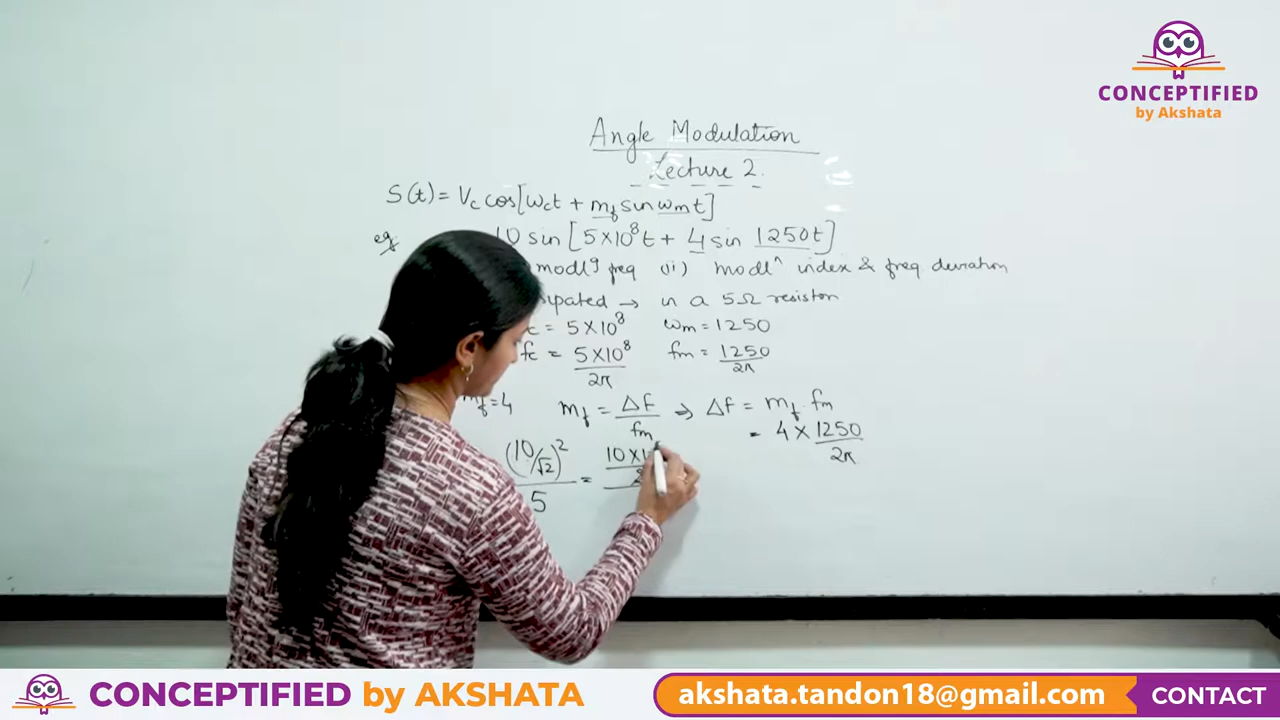 CONCEPTIFIED
by Akshata
Angle Modulation
Lecture 2.
S(t) = Vc cos[ωct + mf sin ωmt]
eg. 10 sin [5×10⁸t + 4 sin 1250t]
modlⁿg freq (ii) modlⁿ index & freq deviation
→ in a 5Ω resistor
= 5×10⁸ ωm = 1250
fc = 5×10⁸/2π fm = 1250/2π
mf = 4 mf = Δf/fm ⇒ Δf = mf · fm
= 4 × 1250/2π
(10/√2)²/5 = 10×1
CONCEPTIFIED by AKSHATA
akshata.tandon18@gmail.com
CONTACT